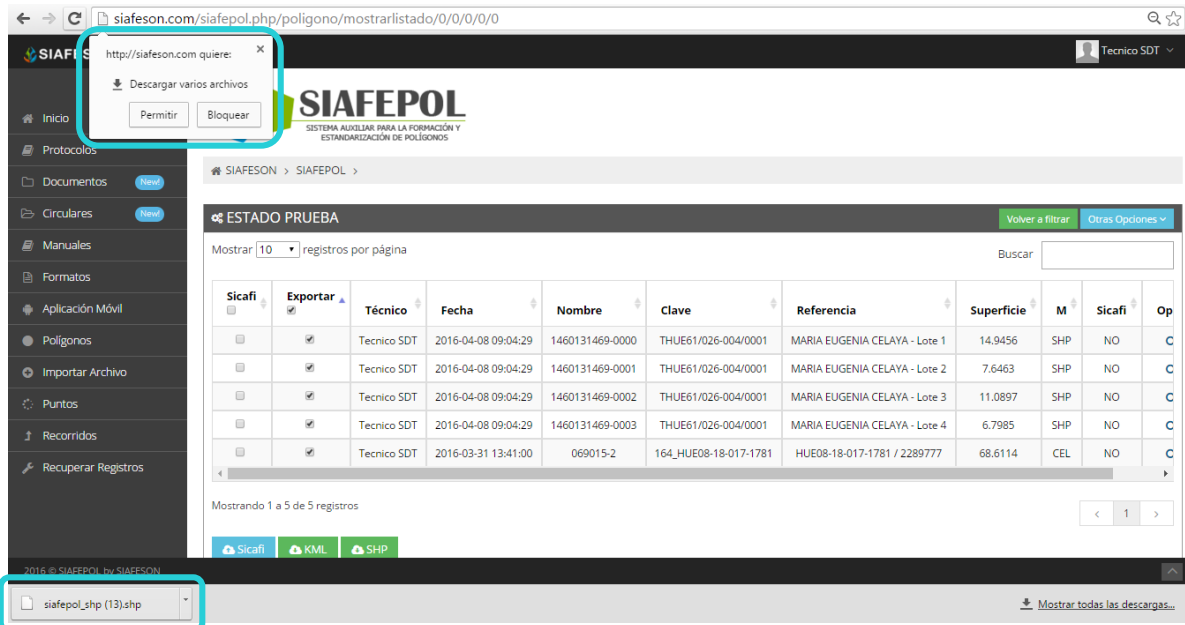 siafeson.com/siafepol.php/poligono/mostrarlistado/0/0/0/0/0
http://siafeson.com quiere:
Descargar varios archivos
Permitir Bloquear
Tecnico SDT
SIAFEPOL
SISTEMA AUXILIAR PARA LA FORMACIÓN Y
ESTANDARIZACIÓN DE POLÍGONOS
Inicio
Protocolos
Documentos New!
Circulares New!
Manuales
Formatos
Aplicación Móvil
Polígonos
Importar Archivo
Puntos
Recorridos
Recuperar Registros
SIAFESON > SIAFEPOL >
ESTADO PRUEBA Volver a filtrar Otras Opciones
Mostrar 10 registros por página Buscar
Sicafi Exportar Técnico Fecha Nombre Clave Referencia Superficie M Sicafi Op
Tecnico SDT 2016-04-08 09:04:29 1460131469-0000 THUE61/026-004/0001 MARIA EUGENIA CELAYA - Lote 1 14.9456 SHP NO
Tecnico SDT 2016-04-08 09:04:29 1460131469-0001 THUE61/026-004/0001 MARIA EUGENIA CELAYA - Lote 2 7.6463 SHP NO
Tecnico SDT 2016-04-08 09:04:29 1460131469-0002 THUE61/026-004/0001 MARIA EUGENIA CELAYA - Lote 3 11.0897 SHP NO
Tecnico SDT 2016-04-08 09:04:29 1460131469-0003 THUE61/026-004/0001 MARIA EUGENIA CELAYA - Lote 4 6.7985 SHP NO
Tecnico SDT 2016-03-31 13:41:00 069015-2 164_HUE08-18-017-1781 HUE08-18-017-1781 / 2289777 68.6114 CEL NO
Mostrando 1 a 5 de 5 registros
< 1 >
Sicafi KML SHP
2016 © SIAFEPOL by SIAFESON
siafepol_shp (13).shp
Mostrar todas las descargas...